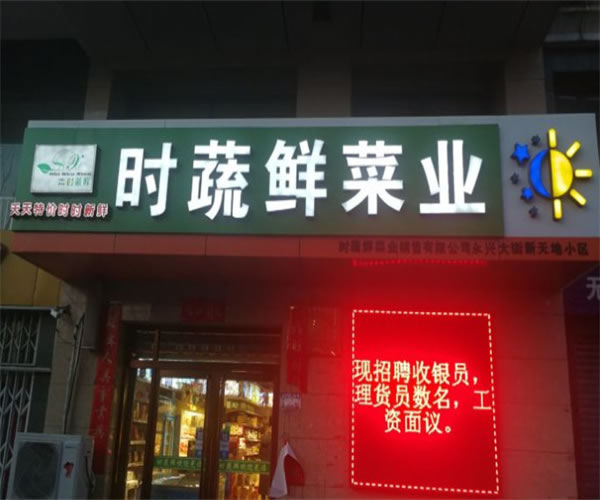 时蔬鲜菜业
天天特价时时新鲜
时蔬鲜菜业销售有限公司永兴大街新天地小区
现招聘收银员，
理货员数名，工
资面议。